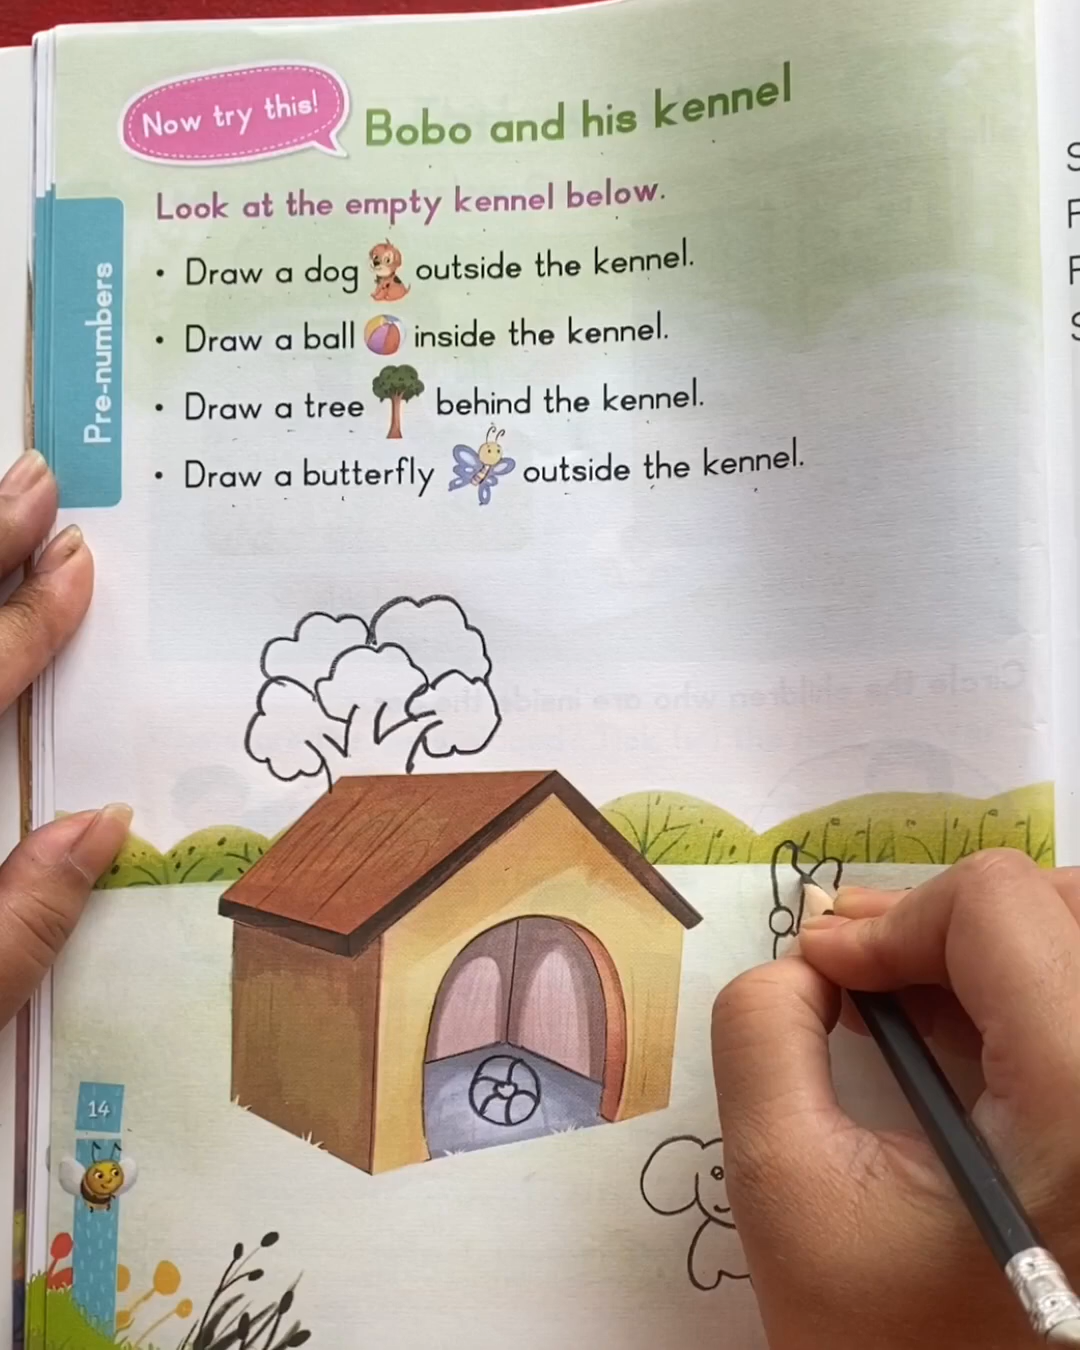 Now try this!
Bobo and his kennel
Look at the empty kennel below.
• Draw a dog outside the kennel.
• Draw a ball inside the kennel.
• Draw a tree behind the kennel.
• Draw a butterfly outside the kennel.
Pre-numbers
14